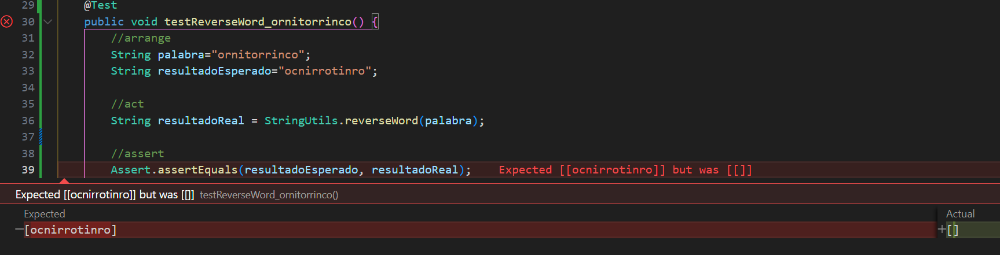 29 @Test
30 public void testReverseWord_ornitorrinco() {
31 //arrange
32 String palabra="ornitorrinco";
33 String resultadoEsperado="ocnirrotinro";
34
35 //act
36 String resultadoReal = StringUtils.reverseWord(palabra);
37
38 //assert
39 Assert.assertEquals(resultadoEsperado, resultadoReal); Expected [[ocnirrotinro]] but was [[]]
Expected [[ocnirrotinro]] but was [[]] testReverseWord_ornitorrinco()
Expected Actual
−[ocnirrotinro] +[]